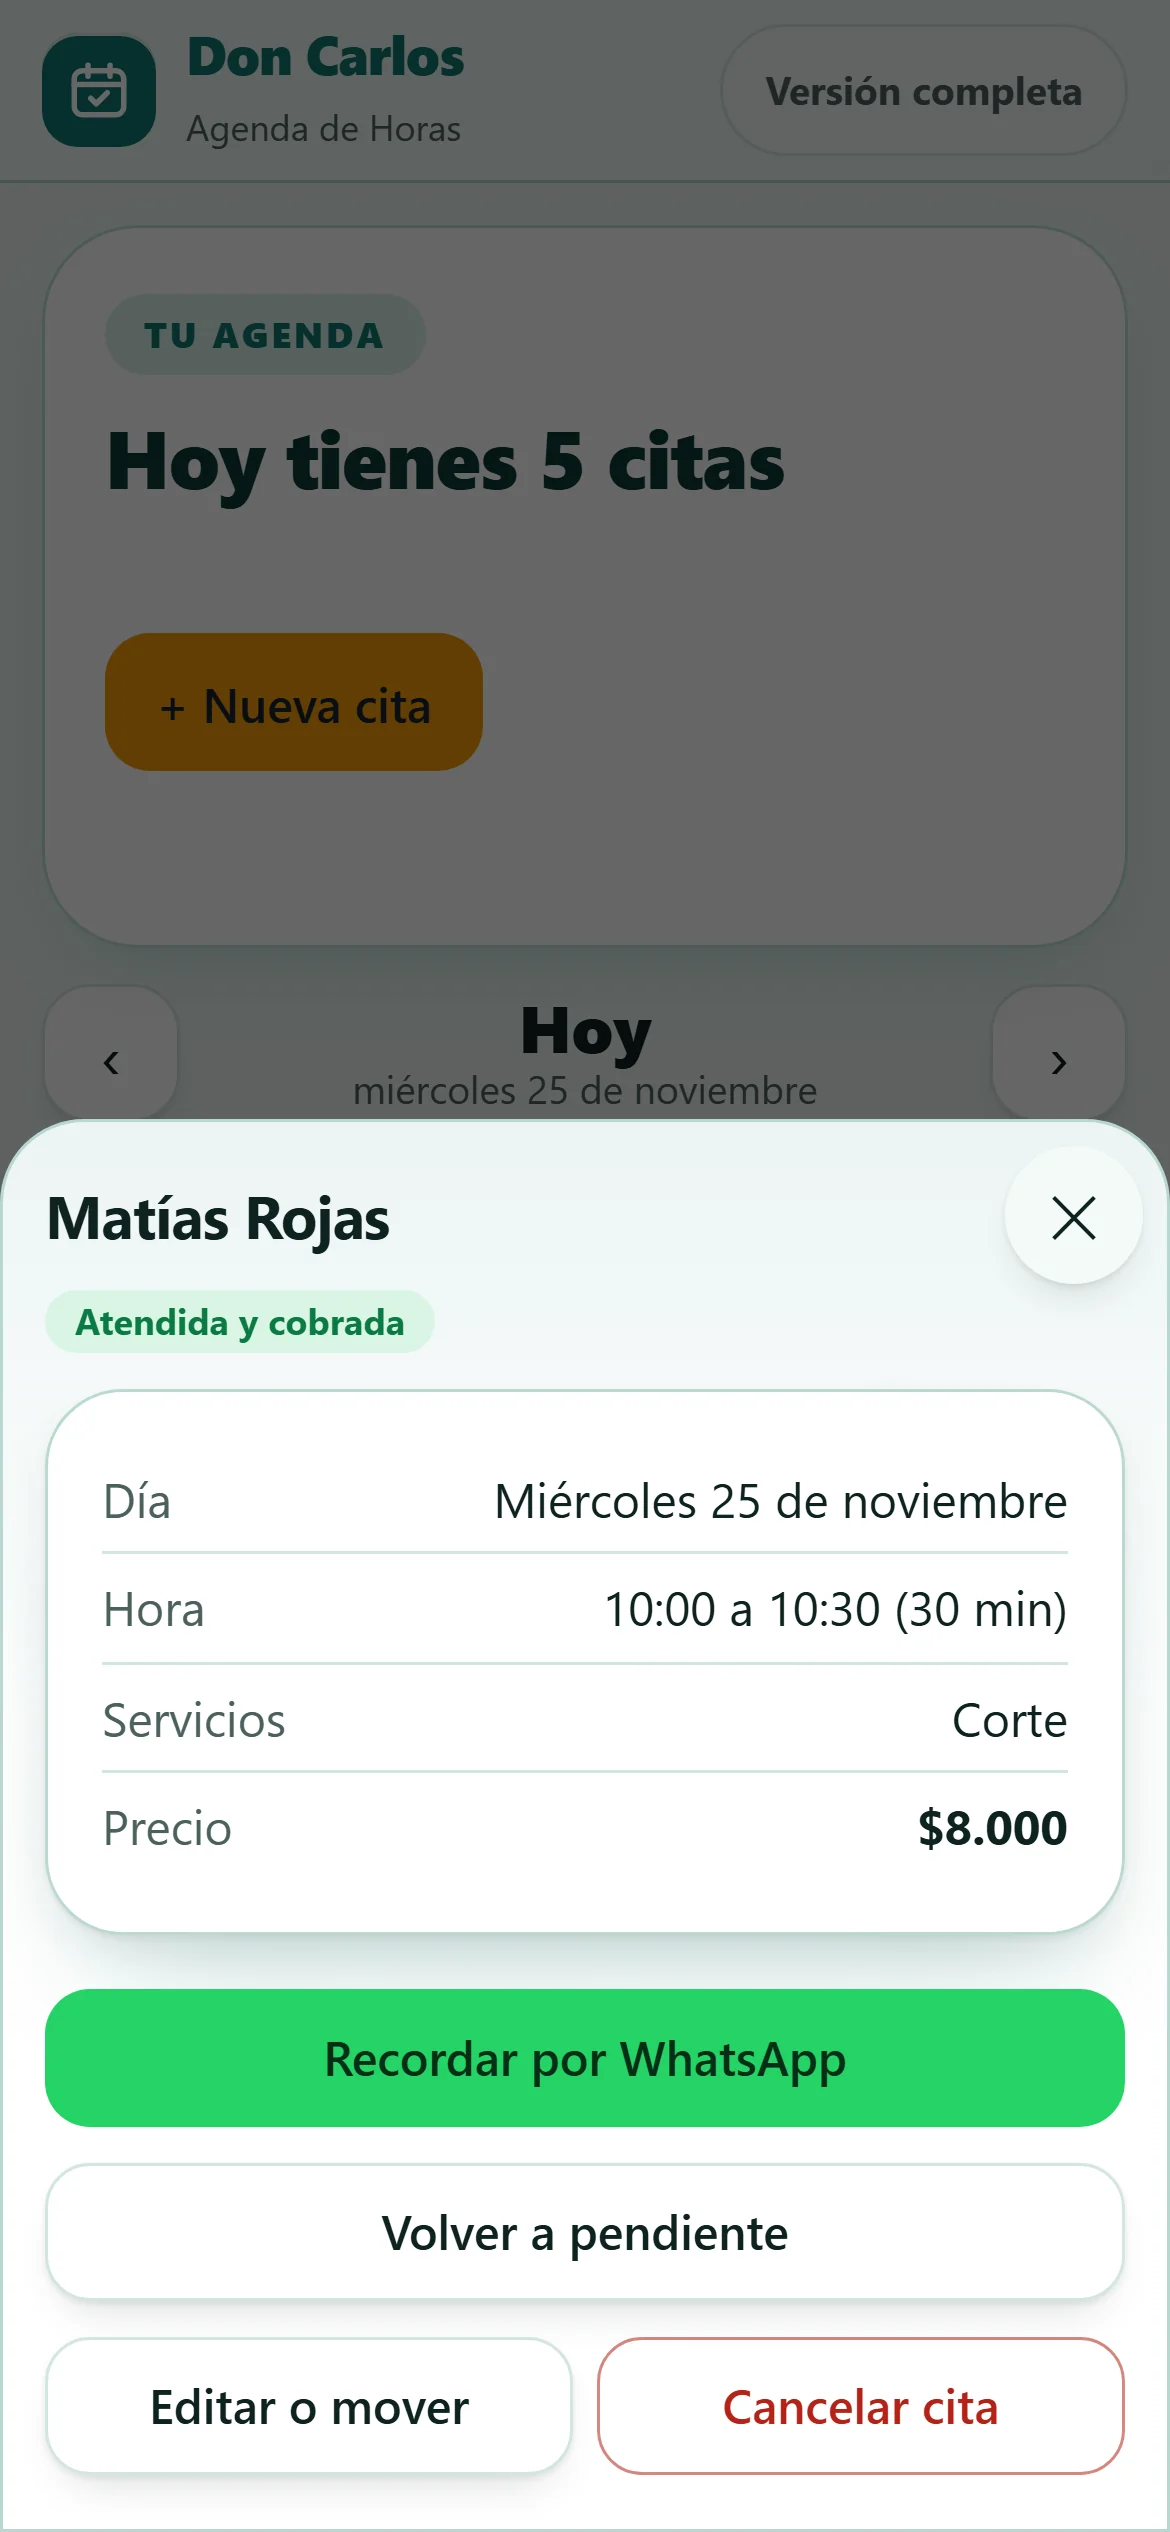 Don Carlos
Agenda de Horas
Versión completa
TU AGENDA
Hoy tienes 5 citas
+ Nueva cita
‹
Hoy
miércoles 25 de noviembre
›
Matías Rojas
Atendida y cobrada
Día Miércoles 25 de noviembre
Hora 10:00 a 10:30 (30 min)
Servicios Corte
Precio $8.000
Recordar por WhatsApp
Volver a pendiente
Editar o mover
Cancelar cita